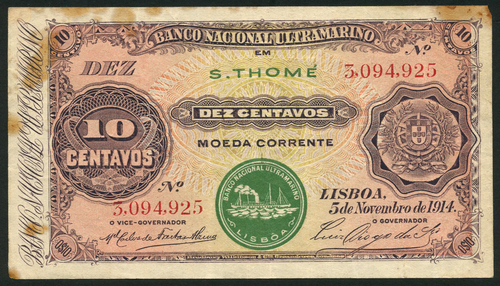 10
BANCO NACIONAL ULTRAMARINO
10
EM
Nº
DEZ
S. THOMÉ
3,094,925
DEZ CENTAVOS
10
CENTAVOS
MOEDA CORRENTE
Nº
3,094,925
BANCO NACIONAL ULTRAMARINO
LISBOA
LISBOA,
5 de Novembro de 1914.
O VICE-GOVERNADOR
O GOVERNADOR